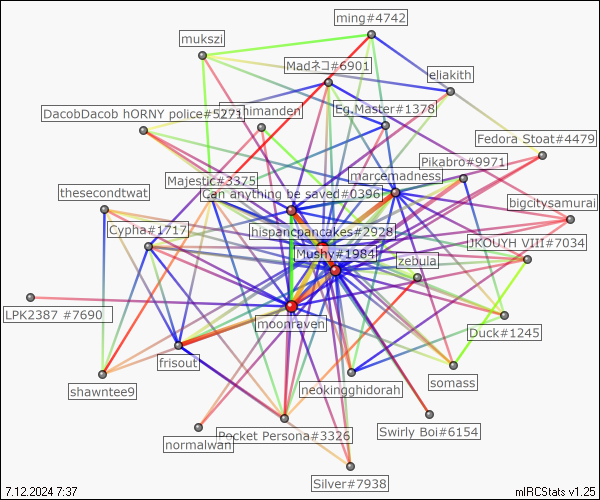 ming#4742
mukszi
Madネコ#6901
eliakith
DacobDacob hORNY police#5271
himanden
Eg.Master#1378
Fedora Stoat#4479
Pikabro#9971
Majestic#3375
marcemadness
thesecondtwat
Can anything be saved#0396
bigcitysamurai
Cypha#1717
hispancpancakes#2928
JKOUYH VIII#7034
Mushy#1984
zebula
LPK2387 #7690
moonraven
Duck#1245
frisout
shawntee9
neokingghidorah
somass
Swirly Boi#6154
Pocket Persona#3326
normalwan
Silver#7938
7.12.2024 7:37
mIRCStats v1.25